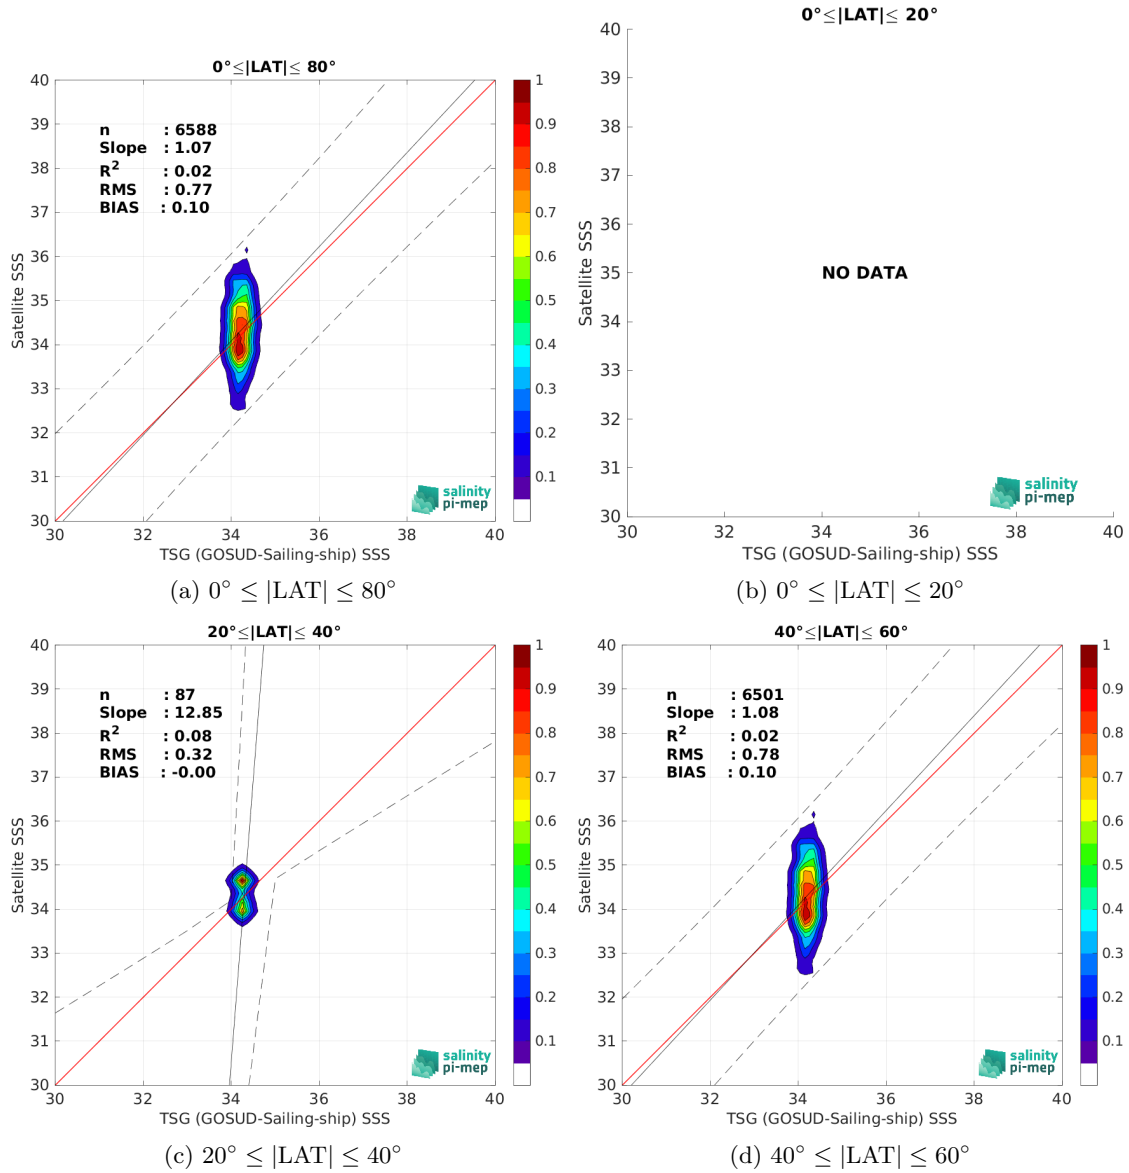 0°≤|LAT|≤ 80°
40
39
38
37
36
35
34
33
32
31
30
Satellite SSS
n : 6588
Slope : 1.07
R2 : 0.02
RMS : 0.77
BIAS : 0.10
salinity
pi-mep
30 32 34 36 38 40
TSG (GOSUD-Sailing-ship) SSS
1
0.9
0.8
0.7
0.6
0.5
0.4
0.3
0.2
0.1
(a) 0° ≤ |LAT| ≤ 80°
0°≤|LAT|≤ 20°
40
39
38
37
36
35
34
33
32
31
30
Satellite SSS
NO DATA
salinity
pi-mep
30 32 34 36 38 40
TSG (GOSUD-Sailing-ship) SSS
(b) 0° ≤ |LAT| ≤ 20°
20°≤|LAT|≤ 40°
40
39
38
37
36
35
34
33
32
31
30
Satellite SSS
n : 87
Slope : 12.85
R2 : 0.08
RMS : 0.32
BIAS : -0.00
salinity
pi-mep
30 32 34 36 38 40
TSG (GOSUD-Sailing-ship) SSS
1
0.9
0.8
0.7
0.6
0.5
0.4
0.3
0.2
0.1
(c) 20° ≤ |LAT| ≤ 40°
40°≤|LAT|≤ 60°
40
39
38
37
36
35
34
33
32
31
30
Satellite SSS
n : 6501
Slope : 1.08
R2 : 0.02
RMS : 0.78
BIAS : 0.10
salinity
pi-mep
30 32 34 36 38 40
TSG (GOSUD-Sailing-ship) SSS
1
0.9
0.8
0.7
0.6
0.5
0.4
0.3
0.2
0.1
(d) 40° ≤ |LAT| ≤ 60°